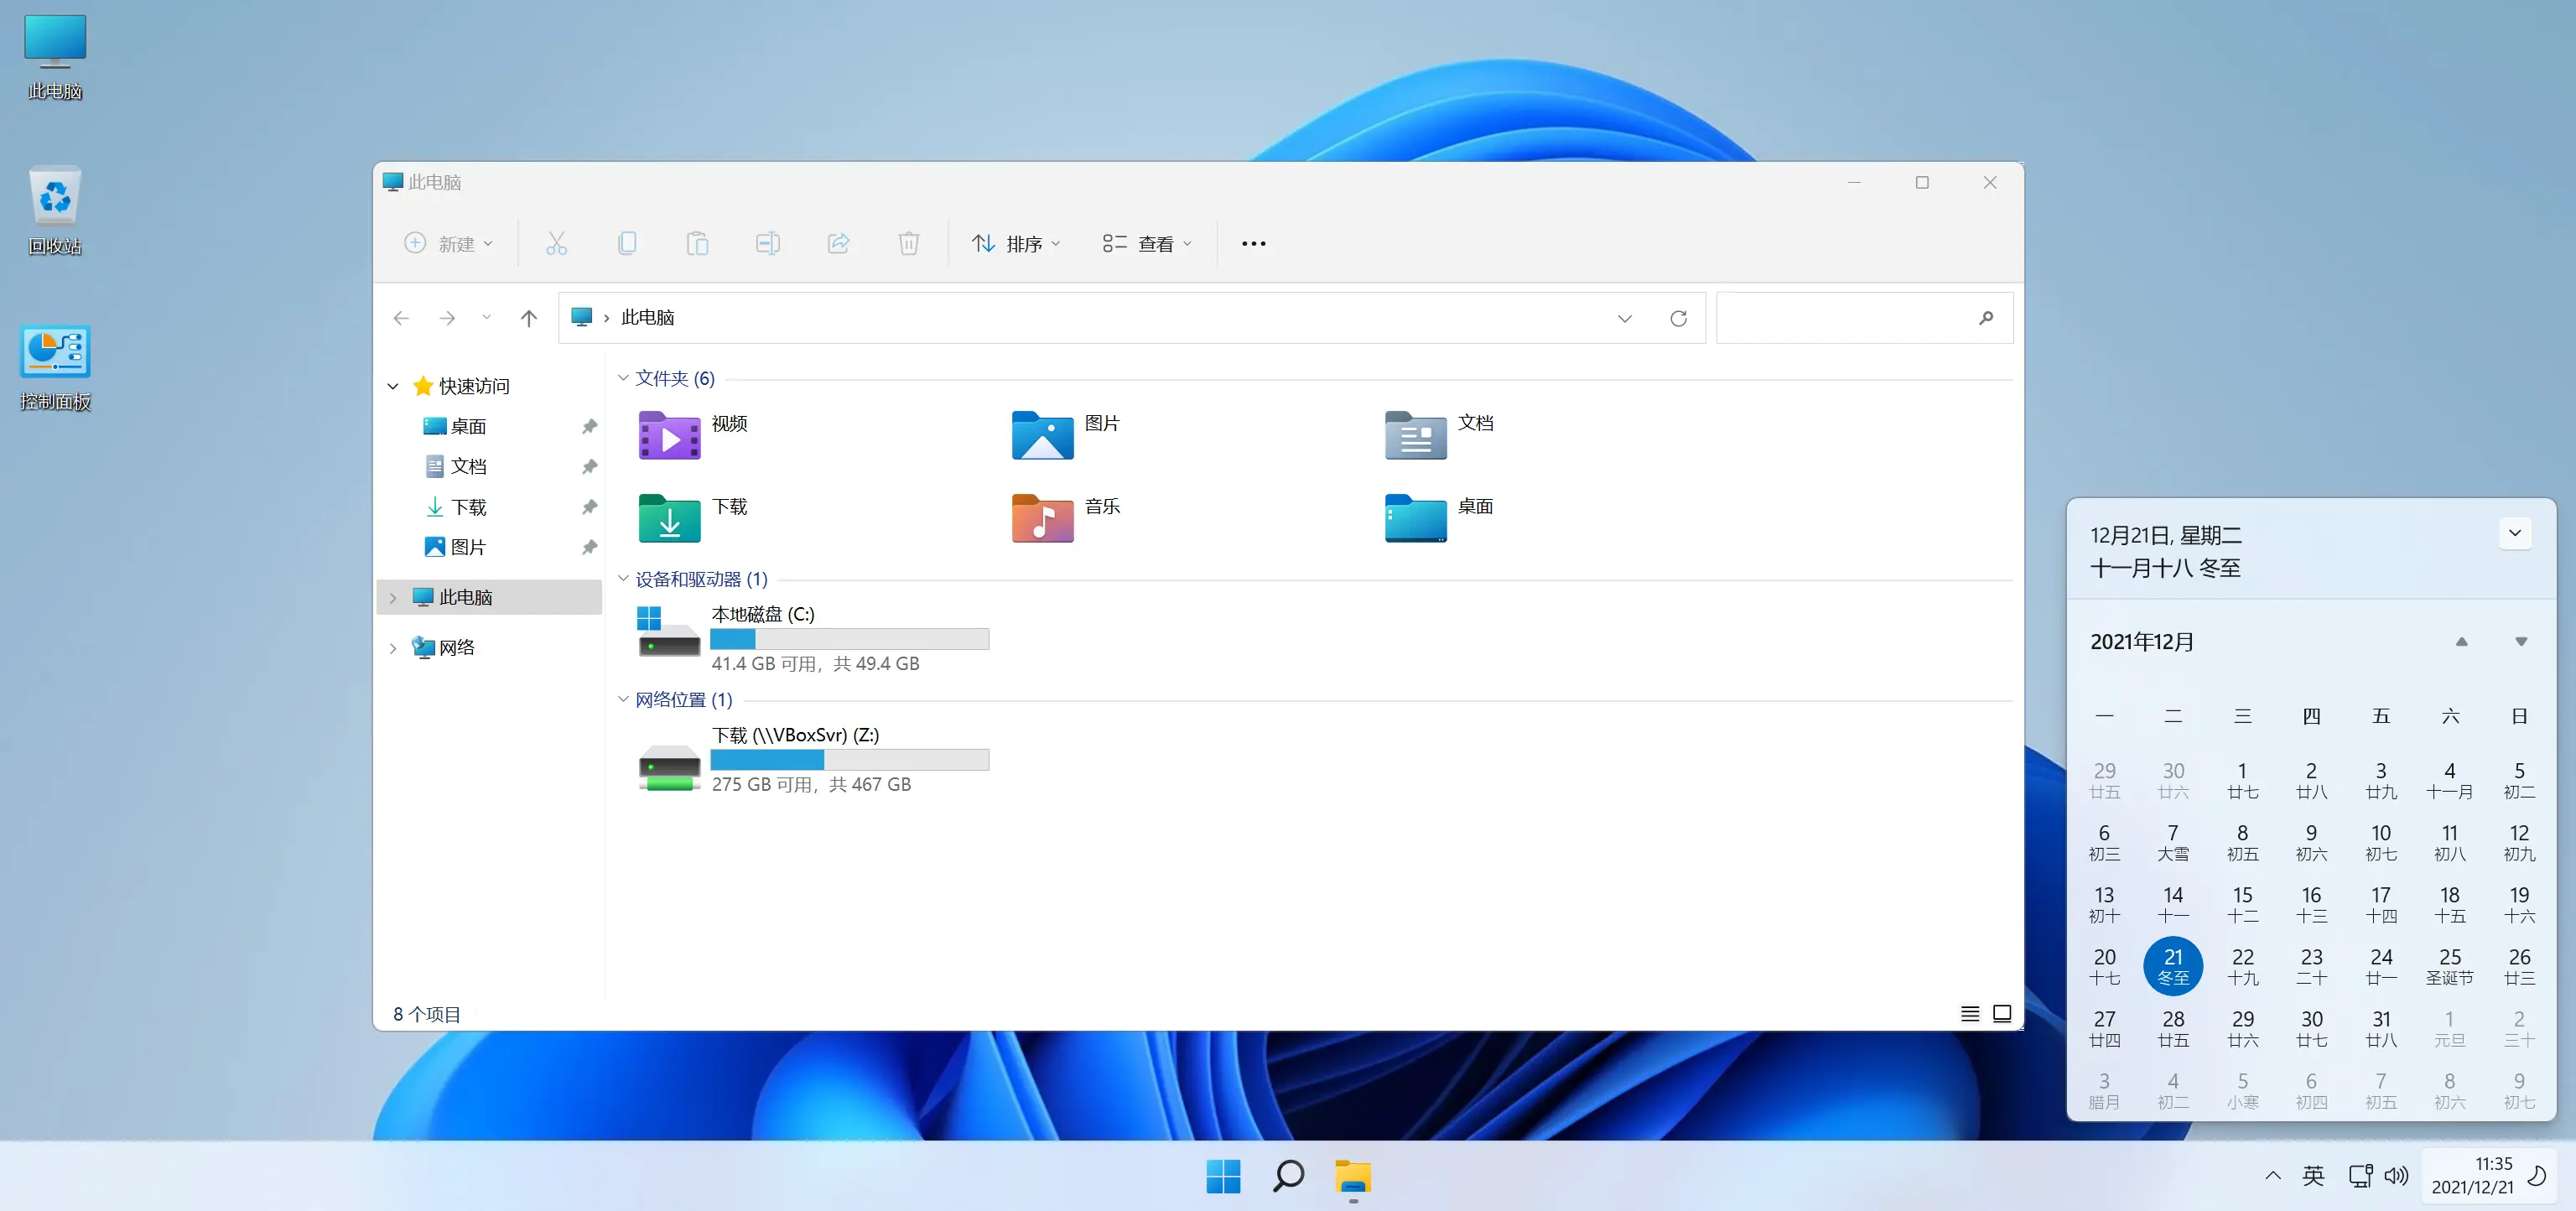 此电脑
回收站
控制面板
此电脑
新建
排序
查看
此电脑
快速访问
桌面
文档
下载
图片
此电脑
网络
文件夹 (6)
视频
图片
文档
下载
音乐
桌面
设备和驱动器 (1)
本地磁盘 (C:)
41.4 GB 可用，共 49.4 GB
网络位置 (1)
下载 (\\VBoxSvr) (Z:)
275 GB 可用，共 467 GB
8 个项目
12月21日, 星期二
十一月十八 冬至
2021年12月
一 二 三 四 五 六 日
29 30 1 2 3 4 5
廿五 廿六 廿七 廿八 廿九 十一月 初二
6 7 8 9 10 11 12
初三 大雪 初五 初六 初七 初八 初九
13 14 15 16 17 18 19
初十 十一 十二 十三 十四 十五 十六
20 21 22 23 24 25 26
十七 冬至 十九 二十 廿一 圣诞节 廿三
27 28 29 30 31 1 2
廿四 廿五 廿六 廿七 廿八 元旦 三十
3 4 5 6 7 8 9
腊月 初二 小寒 初四 初五 初六 初七
英
11:35
2021/12/21